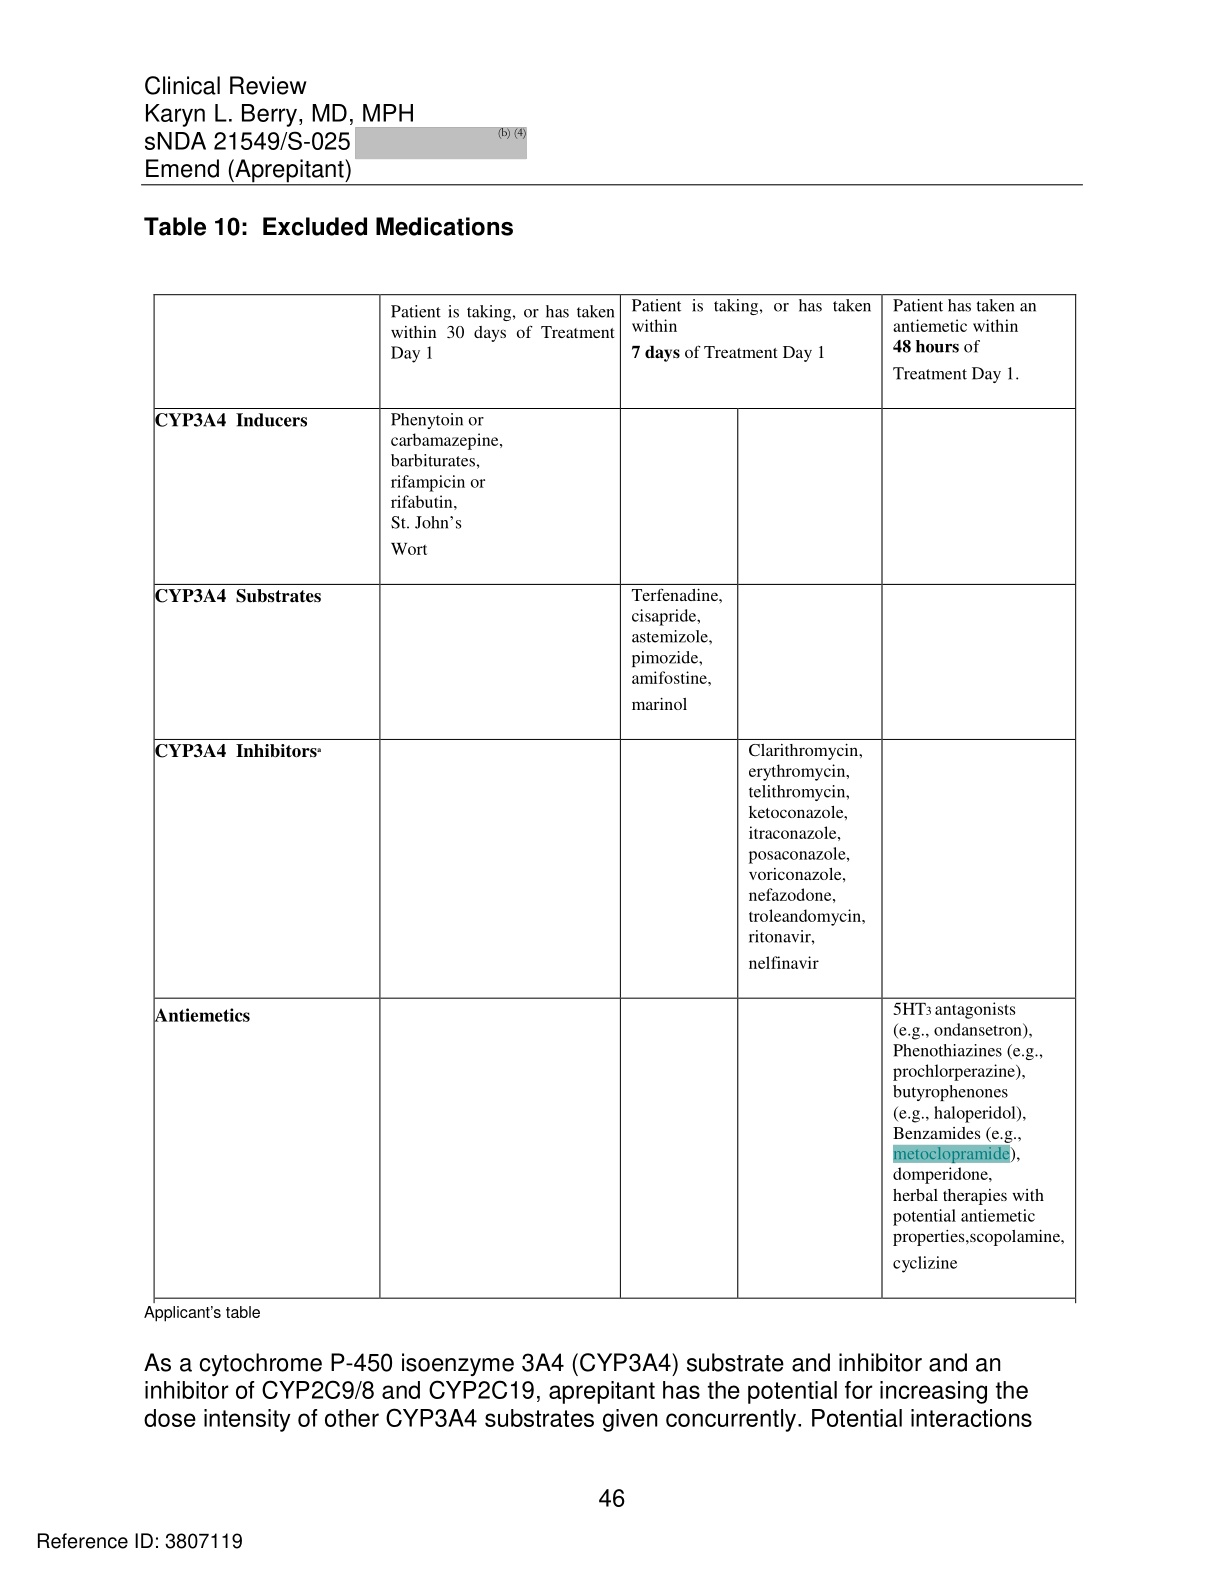 Clinical Review
Karyn L. Berry, MD, MPH
sNDA 21549/S-025 (b) (4)
Emend (Aprepitant)
Table 10: Excluded Medications
Patient is taking, or has taken
within 30 days of Treatment
Day 1
Patient is taking, or has taken
within
7 days of Treatment Day 1
Patient has taken an
antiemetic within
48 hours of
Treatment Day 1.
CYP3A4 Inducers
Phenytoin or
carbamazepine,
barbiturates,
rifampicin or
rifabutin,
St. John's
Wort
CYP3A4 Substrates
Terfenadine,
cisapride,
astemizole,
pimozide,
amifostine,
marinol
CYP3A4 Inhibitorsª
Clarithromycin,
erythromycin,
telithromycin,
ketoconazole,
itraconazole,
posaconazole,
voriconazole,
nefazodone,
troleandomycin,
ritonavir,
nelfinavir
Antiemetics
5HT3 antagonists
(e.g., ondansetron),
Phenothiazines (e.g.,
prochlorperazine),
butyrophenones
(e.g., haloperidol),
Benzamides (e.g.,
metoclopramide),
domperidone,
herbal therapies with
potential antiemetic
properties,scopolamine,
cyclizine
Applicant's table
As a cytochrome P-450 isoenzyme 3A4 (CYP3A4) substrate and inhibitor and an
inhibitor of CYP2C9/8 and CYP2C19, aprepitant has the potential for increasing the
dose intensity of other CYP3A4 substrates given concurrently. Potential interactions
46
Reference ID: 3807119